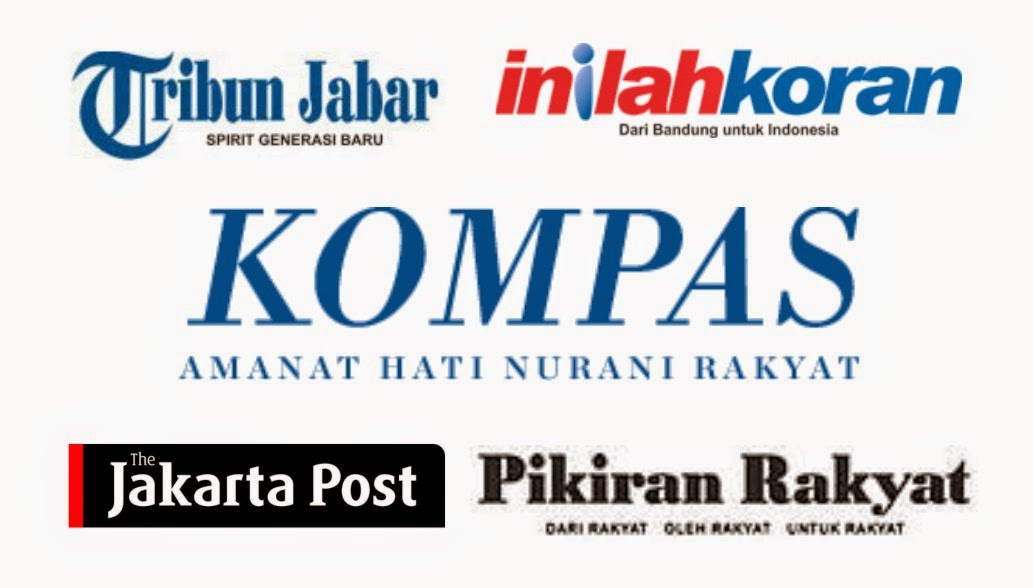 Tribun Jabar
SPIRIT GENERASI BARU
inilahkoran
Dari Bandung untuk Indonesia
KOMPAS
AMANAT HATI NURANI RAKYAT
The
Jakarta Post
Pikiran Rakyat
DARI RAKYAT OLEH RAKYAT UNTUK RAKYAT